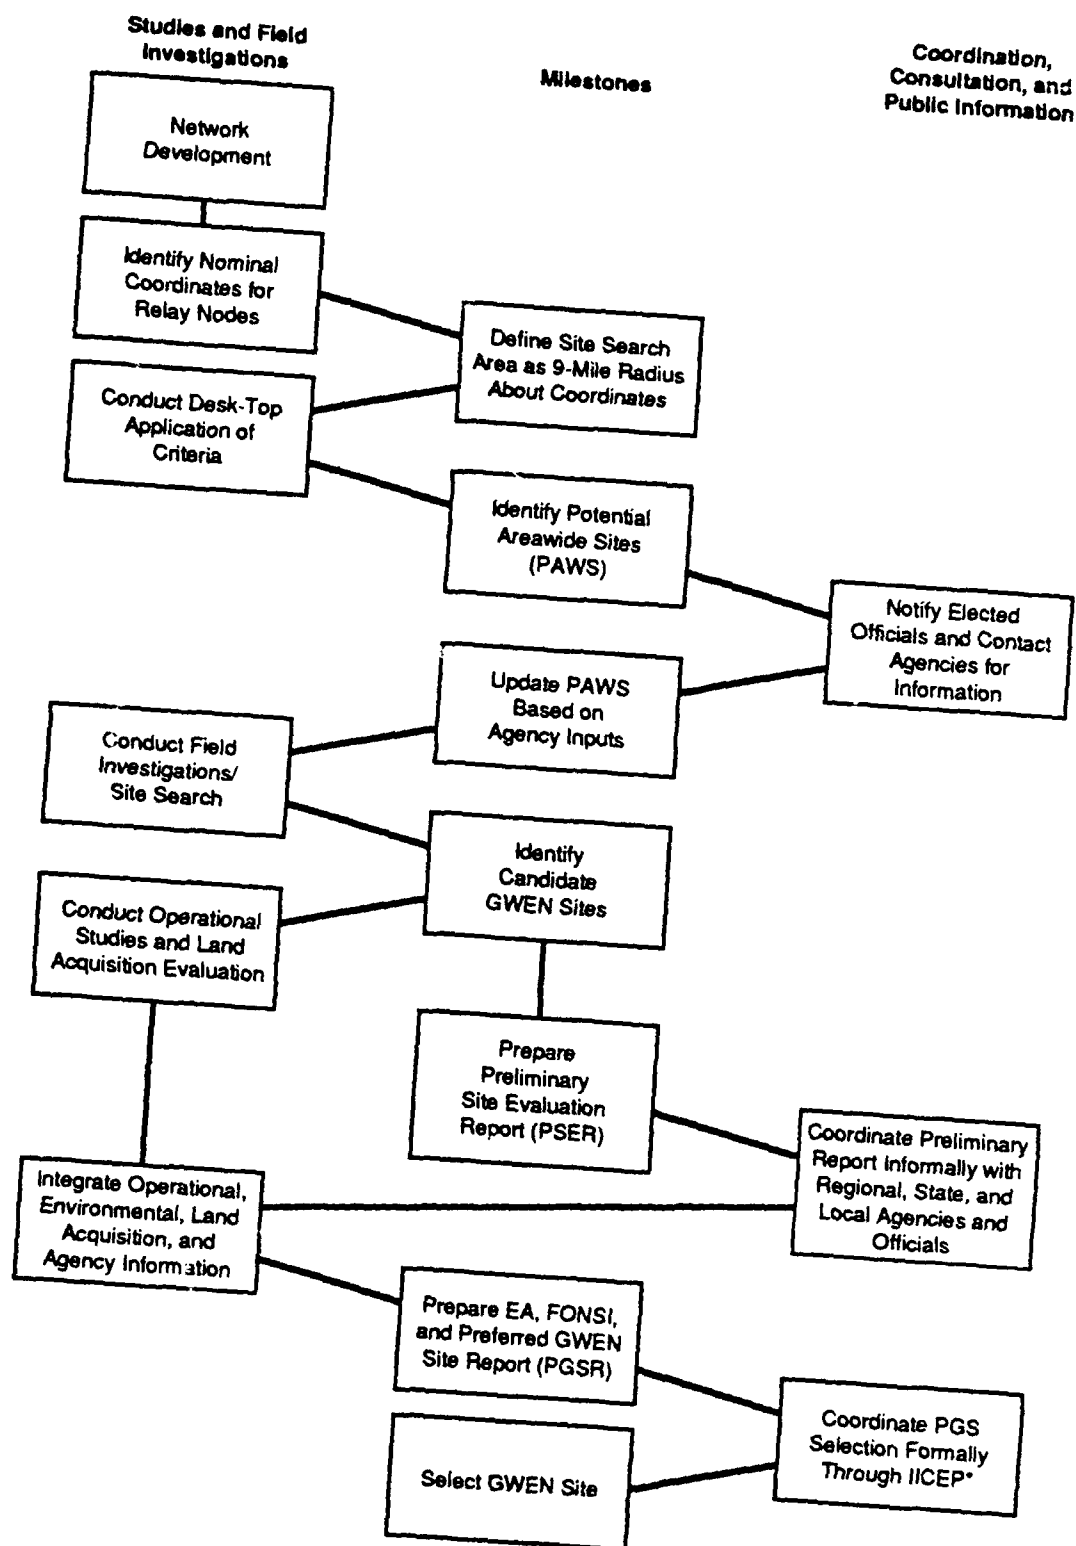 Studies and Field
Investigations
Milestones
Coordination,
Consultation, and
Public Information
Network
Development
Identify Nominal
Coordinates for
Relay Nodes
Define Site Search
Area as 9-Mile Radius
About Coordinates
Conduct Desk-Top
Application of
Criteria
Identify Potential
Areawide Sites
(PAWS)
Notify Elected
Officials and Contact
Agencies for
Information
Update PAWS
Based on
Agency Inputs
Conduct Field
Investigations/
Site Search
Identify
Candidate
GWEN Sites
Conduct Operational
Studies and Land
Acquisition Evaluation
Prepare
Preliminary
Site Evaluation
Report (PSER)
Coordinate Preliminary
Report Informally with
Regional, State, and
Local Agencies and
Officials
Integrate Operational,
Environmental, Land
Acquisition, and
Agency Information
Prepare EA, FONSI,
and Preferred GWEN
Site Report (PGSR)
Coordinate PGS
Selection Formally
Through IICEP*
Select GWEN Site